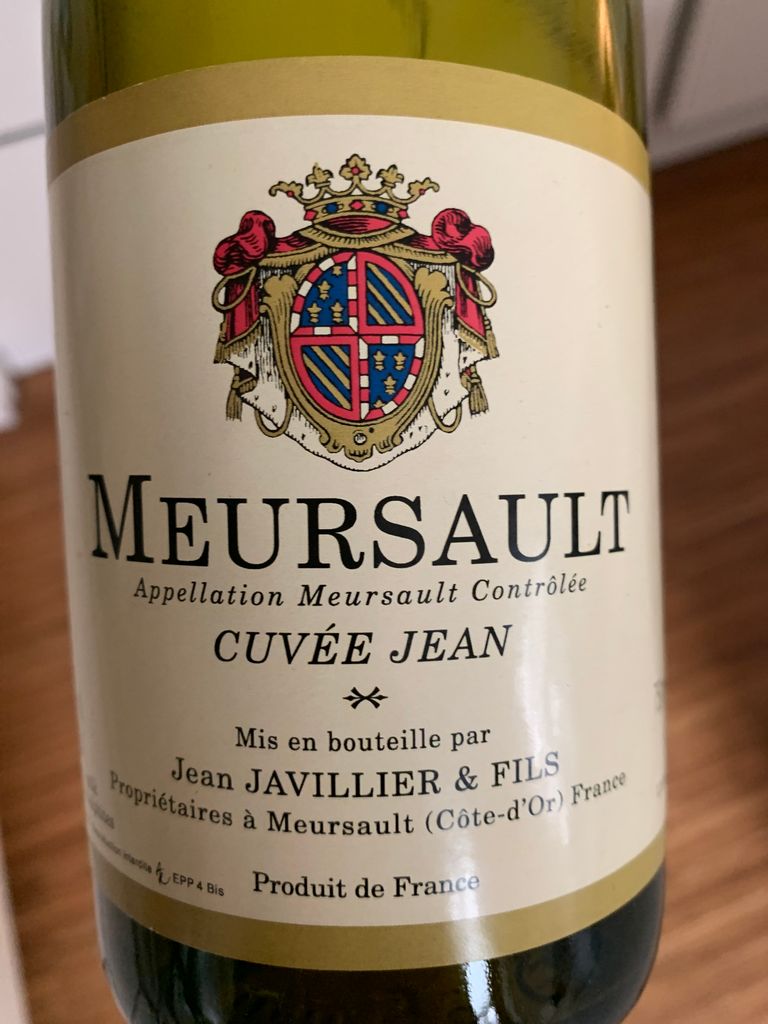 MEURSAULT
Appellation Meursault Contrôlée
CUVÉE JEAN
Mis en bouteille par
Jean JAVILLIER & FILS
Propriétaires à Meursault (Côte-d'Or) France
interdite EPP 4 Bis
Produit de France